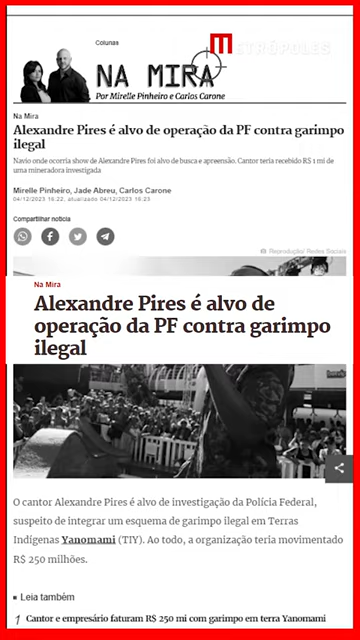 Colunas
METRÓPOLES
NA MIRA
Por Mirelle Pinheiro e Carlos Carone
Na Mira
Alexandre Pires é alvo de operação da PF contra garimpo
ilegal
Navio onde ocorria show de Alexandre Pires foi alvo de busca e apreensão. Cantor teria recebido R$ 1 mi de
uma mineradora investigada
Mirelle Pinheiro, Jade Abreu, Carlos Carone
04/12/2023 16:22, atualizado 04/12/2023 16:23
Compartilhar notícia
Reprodução/ Redes Sociais
Na Mira
Alexandre Pires é alvo de
operação da PF contra garimpo
ilegal
O cantor Alexandre Pires é alvo de investigação da Polícia Federal,
suspeito de integrar um esquema de garimpo ilegal em Terras
Indígenas Yanomami (TIY). Ao todo, a organização teria movimentado
R$ 250 milhões.
Leia também
1 Cantor e empresário faturam R$ 250 mi com garimpo em terra Yanomami